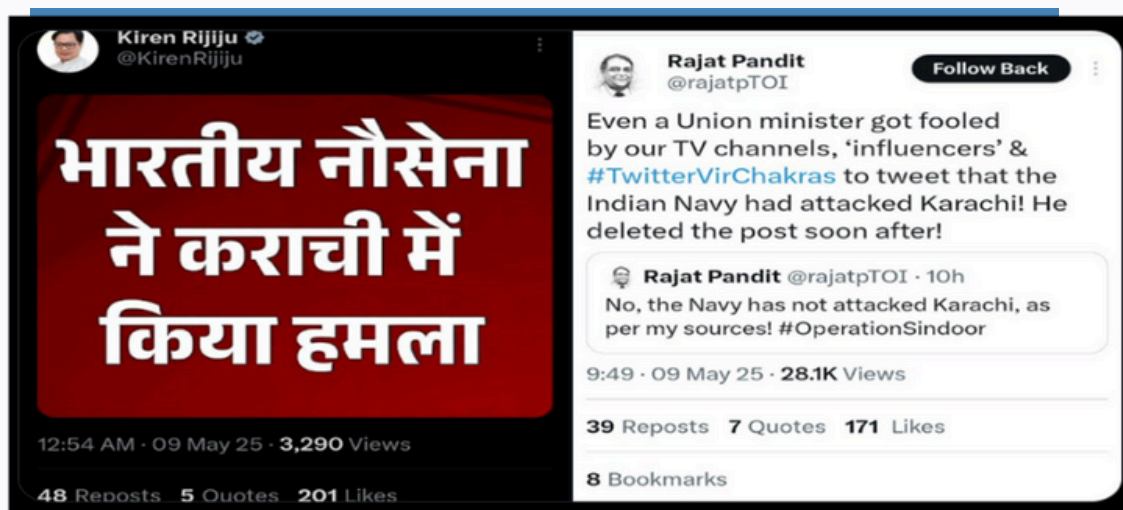 Kiren Rijiju
@KirenRijiju
भारतीय नौसेना
ने कराची में
किया हमला
12:54 AM · 09 May 25 · 3,290 Views
48 Reposts 5 Quotes 201 Likes
Rajat Pandit
@rajatpTOI
Follow Back
Even a Union minister got fooled
by our TV channels, ‘influencers’ &
#TwitterVirChakras to tweet that the
Indian Navy had attacked Karachi! He
deleted the post soon after!
Rajat Pandit @rajatpTOI · 10h
No, the Navy has not attacked Karachi, as
per my sources! #OperationSindoor
9:49 · 09 May 25 · 28.1K Views
39 Reposts 7 Quotes 171 Likes
8 Bookmarks